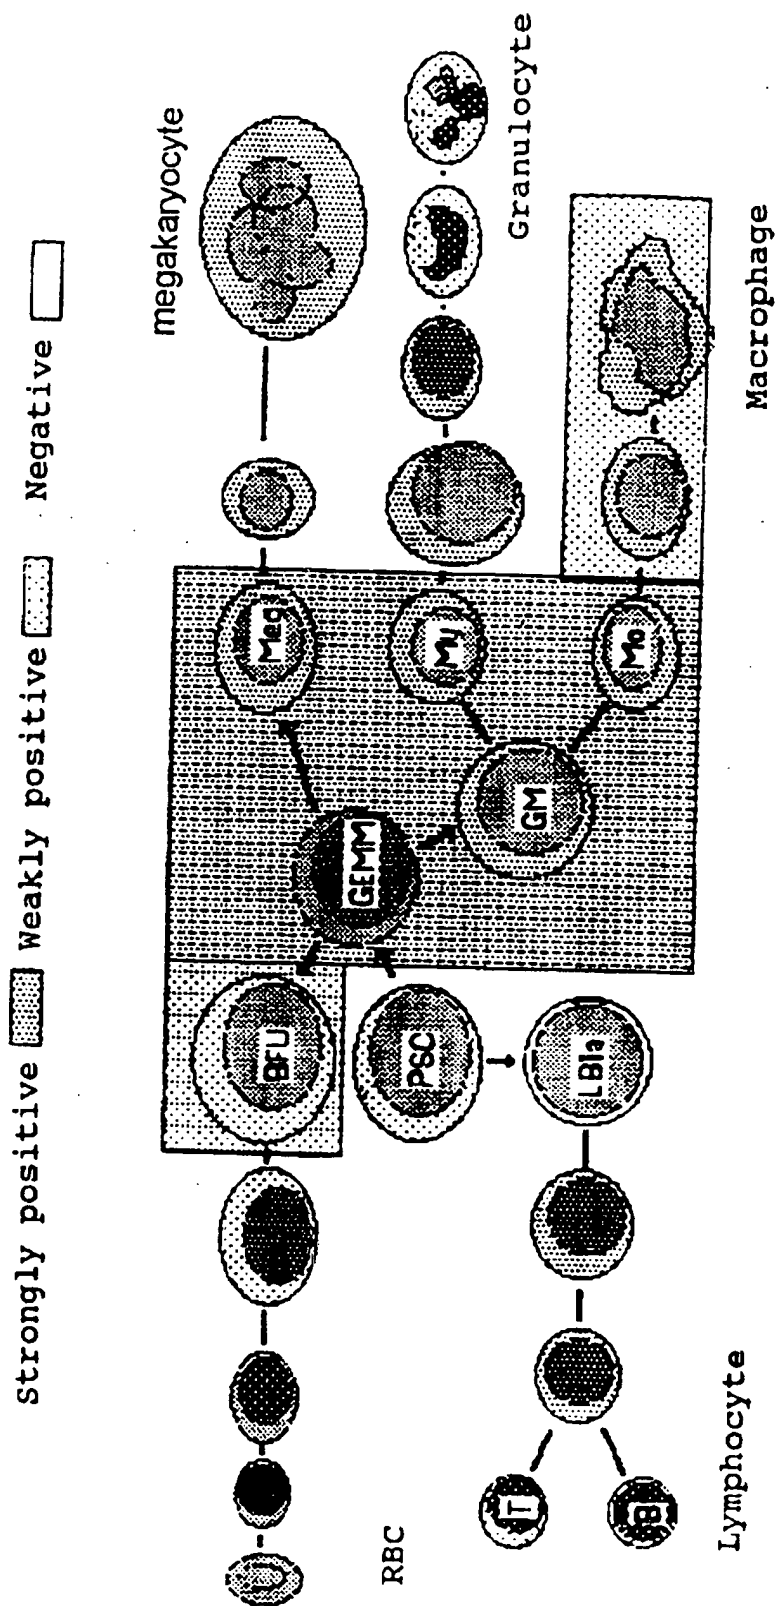 Strongly positive
Weakly positive
Negative
megakaryocyte
Granulocyte
Macrophage
Meg
My
Mo
GEMM
GM
BFU
PSC
LBla
T
B
RBC
Lymphocyte